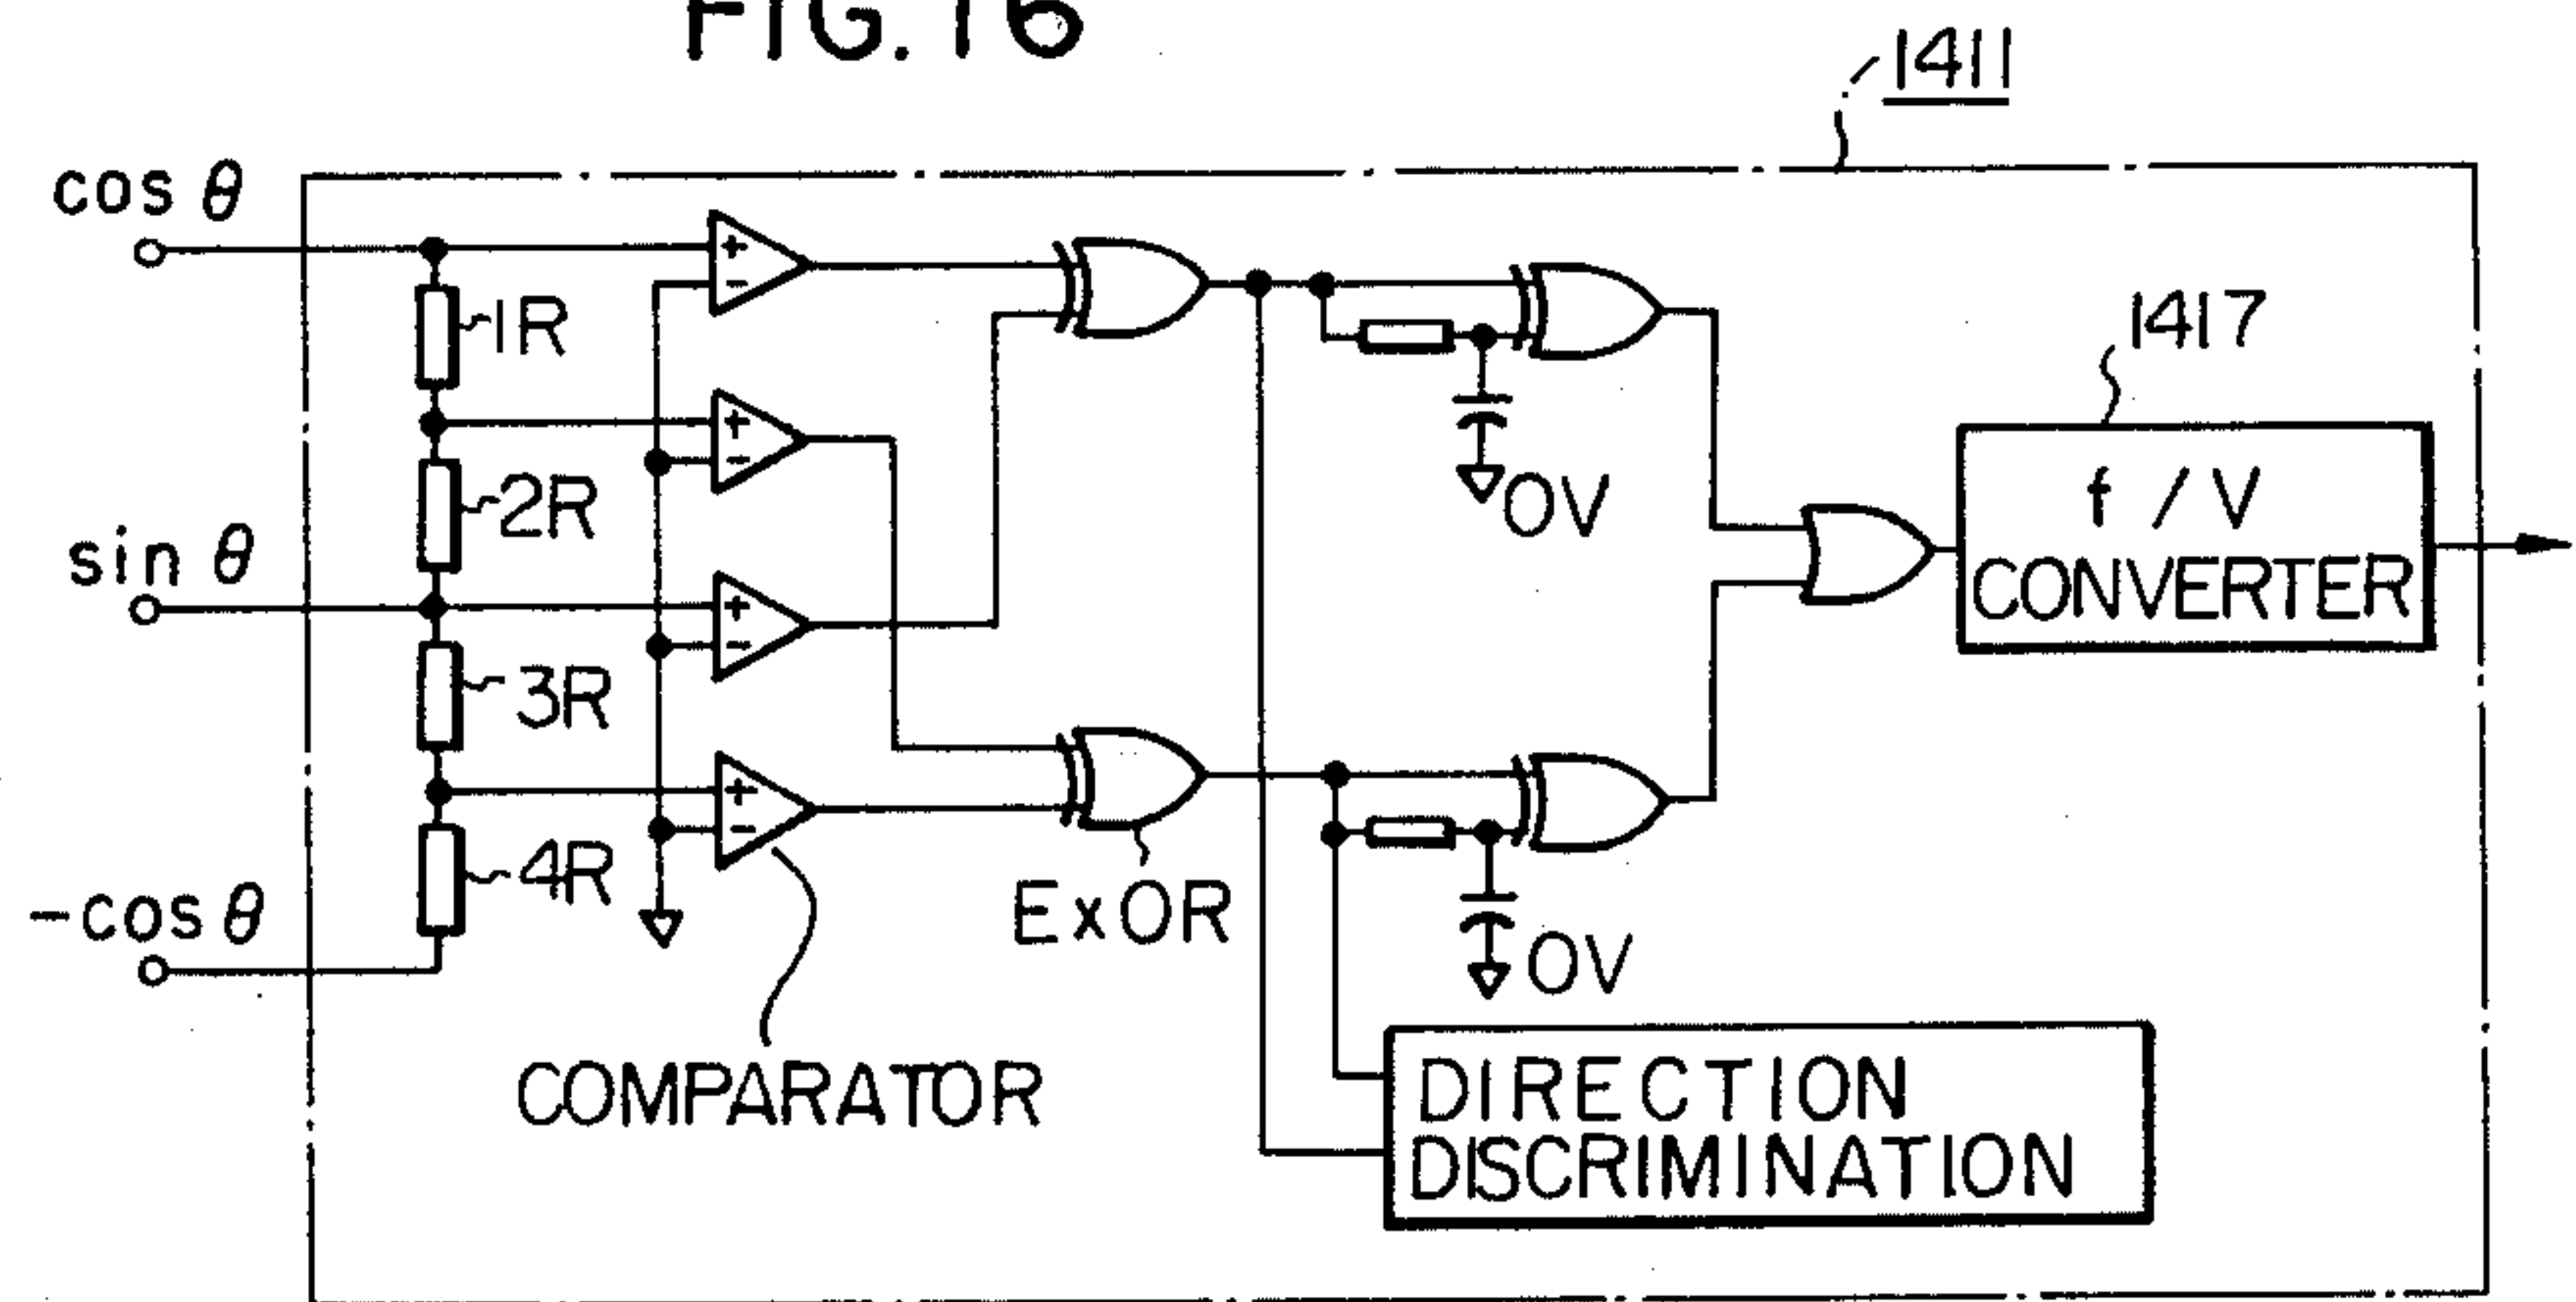 FIG. 16
1411
cos θ
+
-
1R
1417
+
-
2R
0V
f / V
CONVERTER
sin θ
+
-
3R
+
-
4R
-cos θ
ExOR
0V
COMPARATOR
DIRECTION
DISCRIMINATION